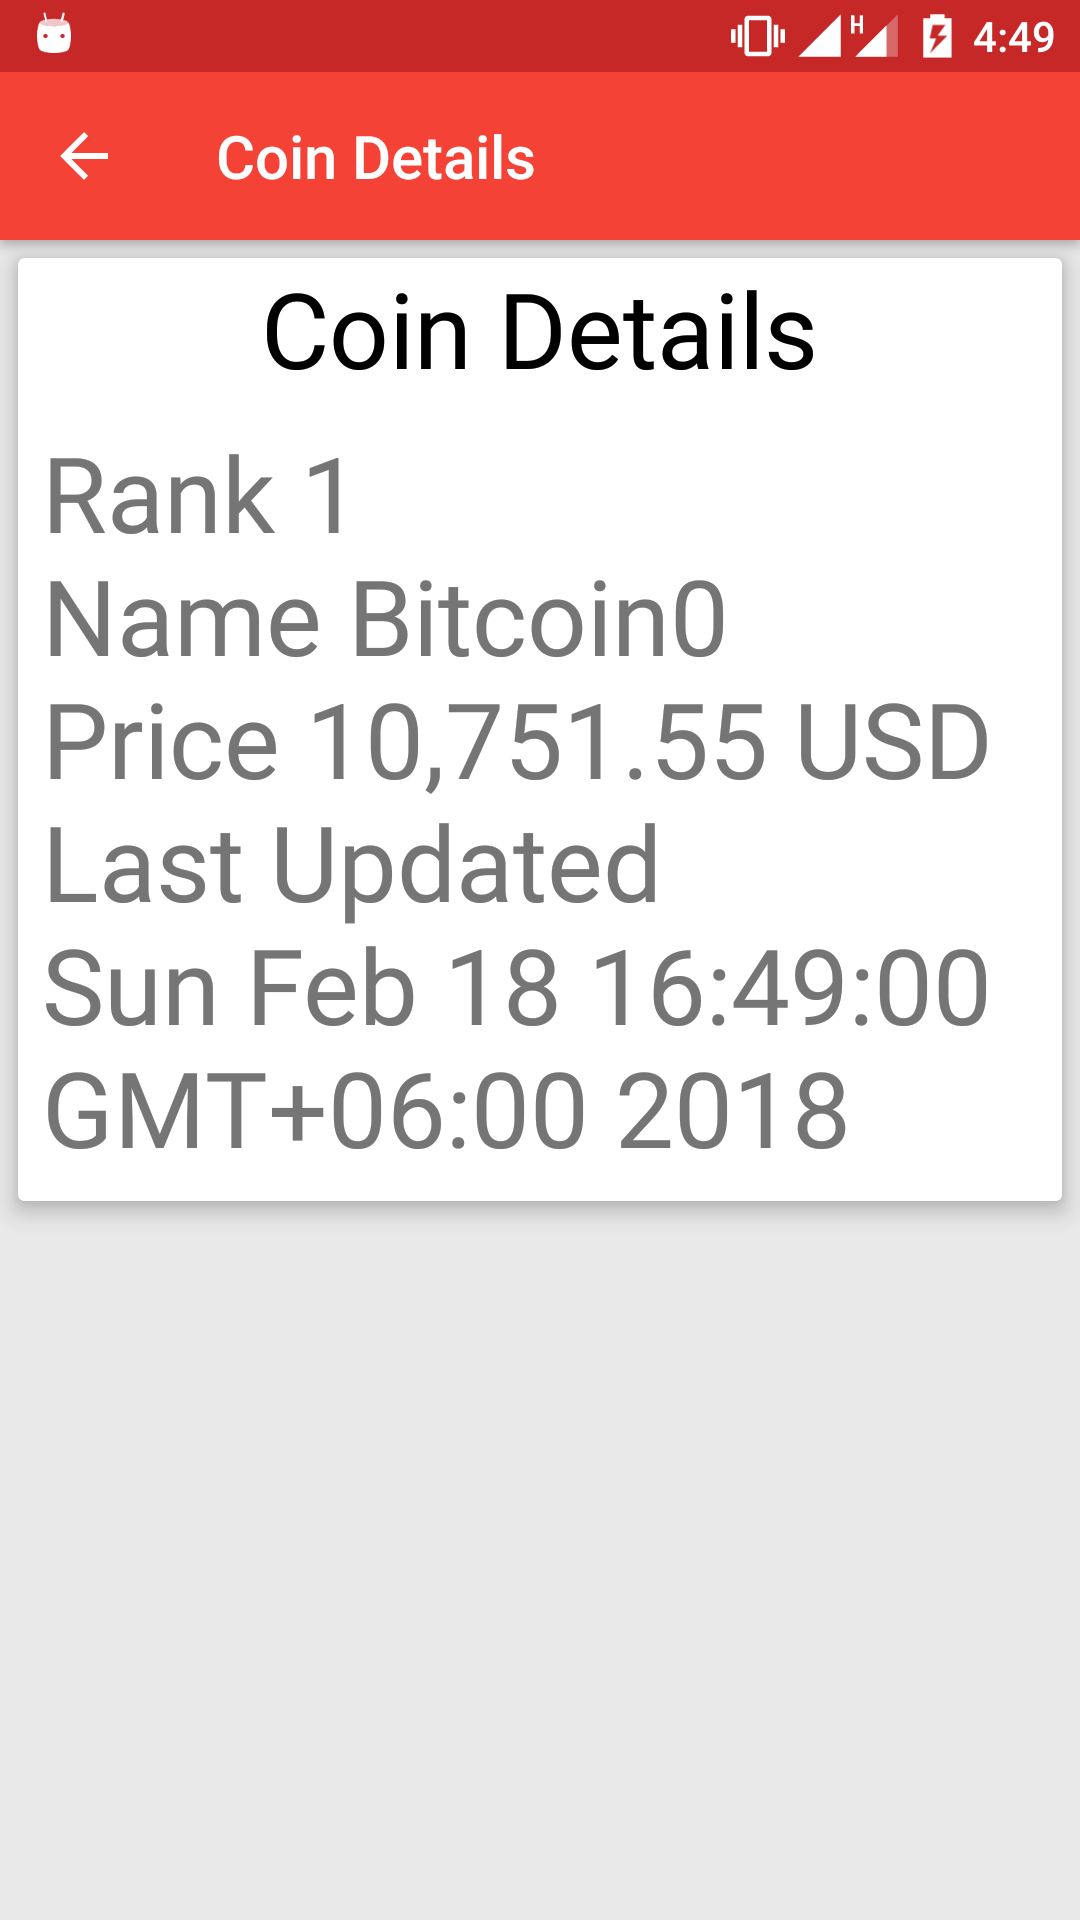 H 4:49
Coin Details
Coin Details
Rank 1
Name Bitcoin0
Price 10,751.55 USD
Last Updated
Sun Feb 18 16:49:00
GMT+06:00 2018